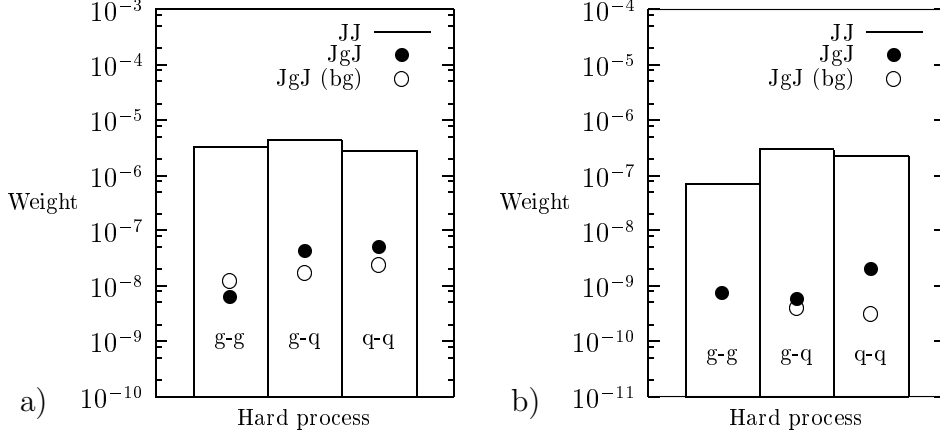 10⁻³
JJ
JgJ
JgJ (bg)
10⁻⁴
10⁻⁵
10⁻⁶
Weight
10⁻⁷
10⁻⁸
10⁻⁹
10⁻¹⁰
g-g
g-q
q-q
Hard process
a)
10⁻⁴
JJ
JgJ
JgJ (bg)
10⁻⁵
10⁻⁶
10⁻⁷
Weight
10⁻⁸
10⁻⁹
10⁻¹⁰
10⁻¹¹
g-g
g-q
q-q
Hard process
b)